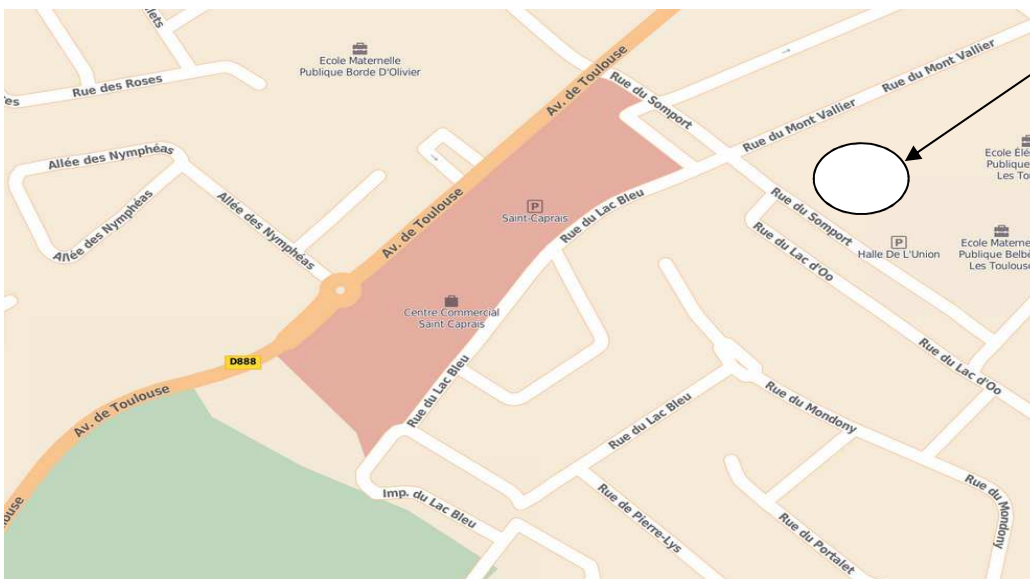 Ecole Maternelle
Publique Borde D'Olivier
Rue des Roses
Av. de Toulouse
Rue du Somport
Rue du Mont Vallier
Rue du Mont Vallier
Allée des Nymphéas
Allée des Nymphéas
Allée des Nymphéas
Av. de Toulouse
P
Saint-Caprais
Rue du Lac Bleu
Rue du Somport
P
Halle De L'Union
Rue du Lac d'Oo
Centre Commercial
Saint Caprais
D888
Av. de Toulouse
Rue du Lac Bleu
Rue du Lac Bleu
Rue du Mondony
Rue du Lac d'Oo
Imp. du Lac Bleu
Rue de Pierre-Lys
Rue du Portalet
Rue du Mondony
Les Toulouse